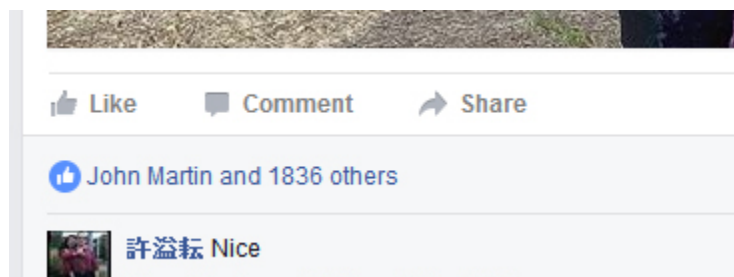 Like Comment Share
John Martin and 1836 others
許溢耘 Nice